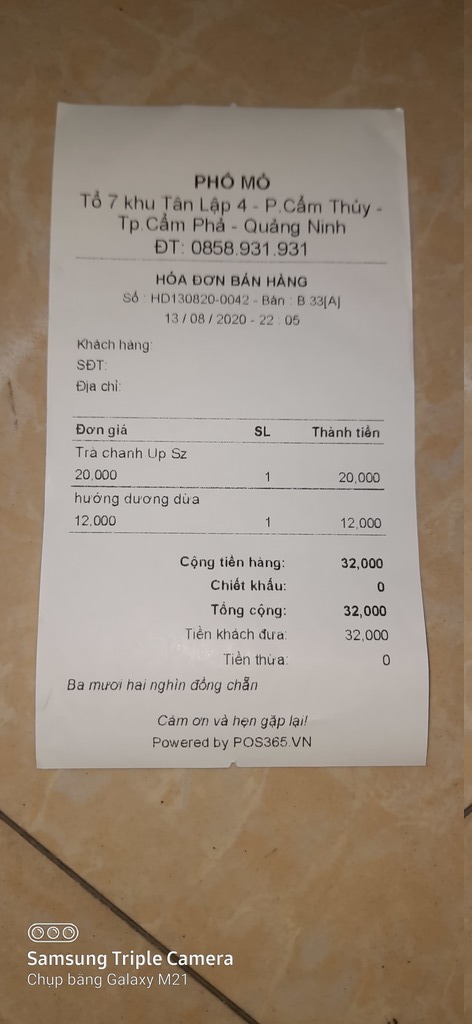 PHỐ MỎ
Tổ 7 khu Tân Lập 4 - P.Cẩm Thủy -
Tp.Cẩm Phả - Quảng Ninh
ĐT: 0858.931.931
HÓA ĐƠN BÁN HÀNG
Số : HD130820-0042 - Bàn : B 33[A]
13 / 08 / 2020 - 22 : 05
Khách hàng:
SĐT:
Địa chỉ:
Đơn giá SL Thành tiền
Trà chanh Up Sz
20,000 1 20,000
hướng dương dừa
12,000 1 12,000
Cộng tiền hàng: 32,000
Chiết khấu: 0
Tổng cộng: 32,000
Tiền khách đưa: 32,000
Tiền thừa: 0
Ba mươi hai nghìn đồng chẵn
Cảm ơn và hẹn gặp lại!
Powered by POS365.VN
Samsung Triple Camera
Chụp bằng Galaxy M21